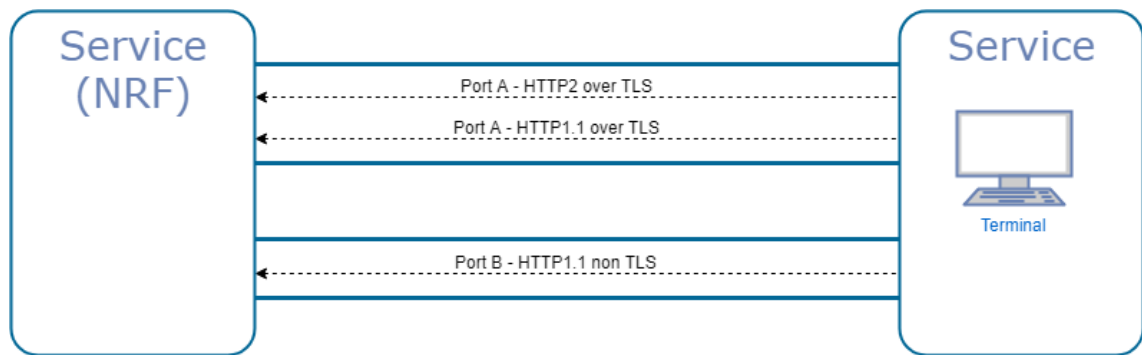 Service
(NRF)
Port A - HTTP2 over TLS
Port A - HTTP1.1 over TLS
Port B - HTTP1.1 non TLS
Service
Terminal